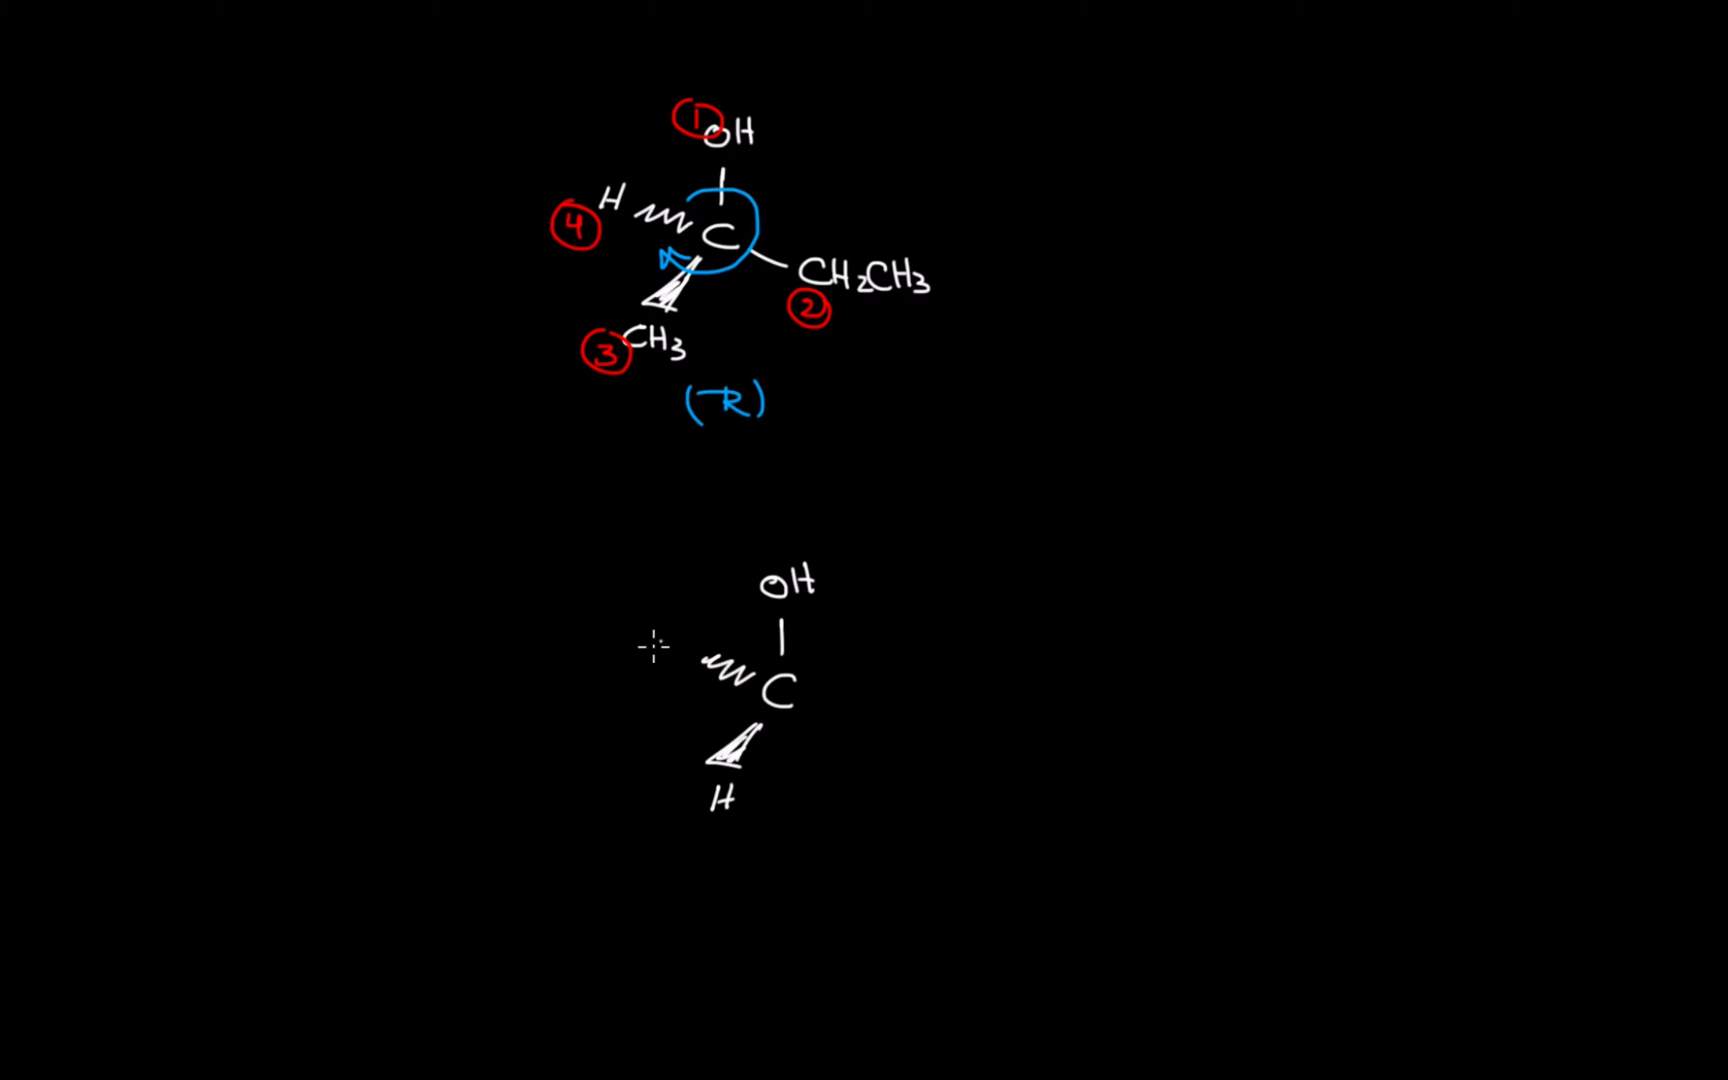 ① OH
④ H
C
CH₂CH₃
②
③ CH₃
(R)
OH
C
H